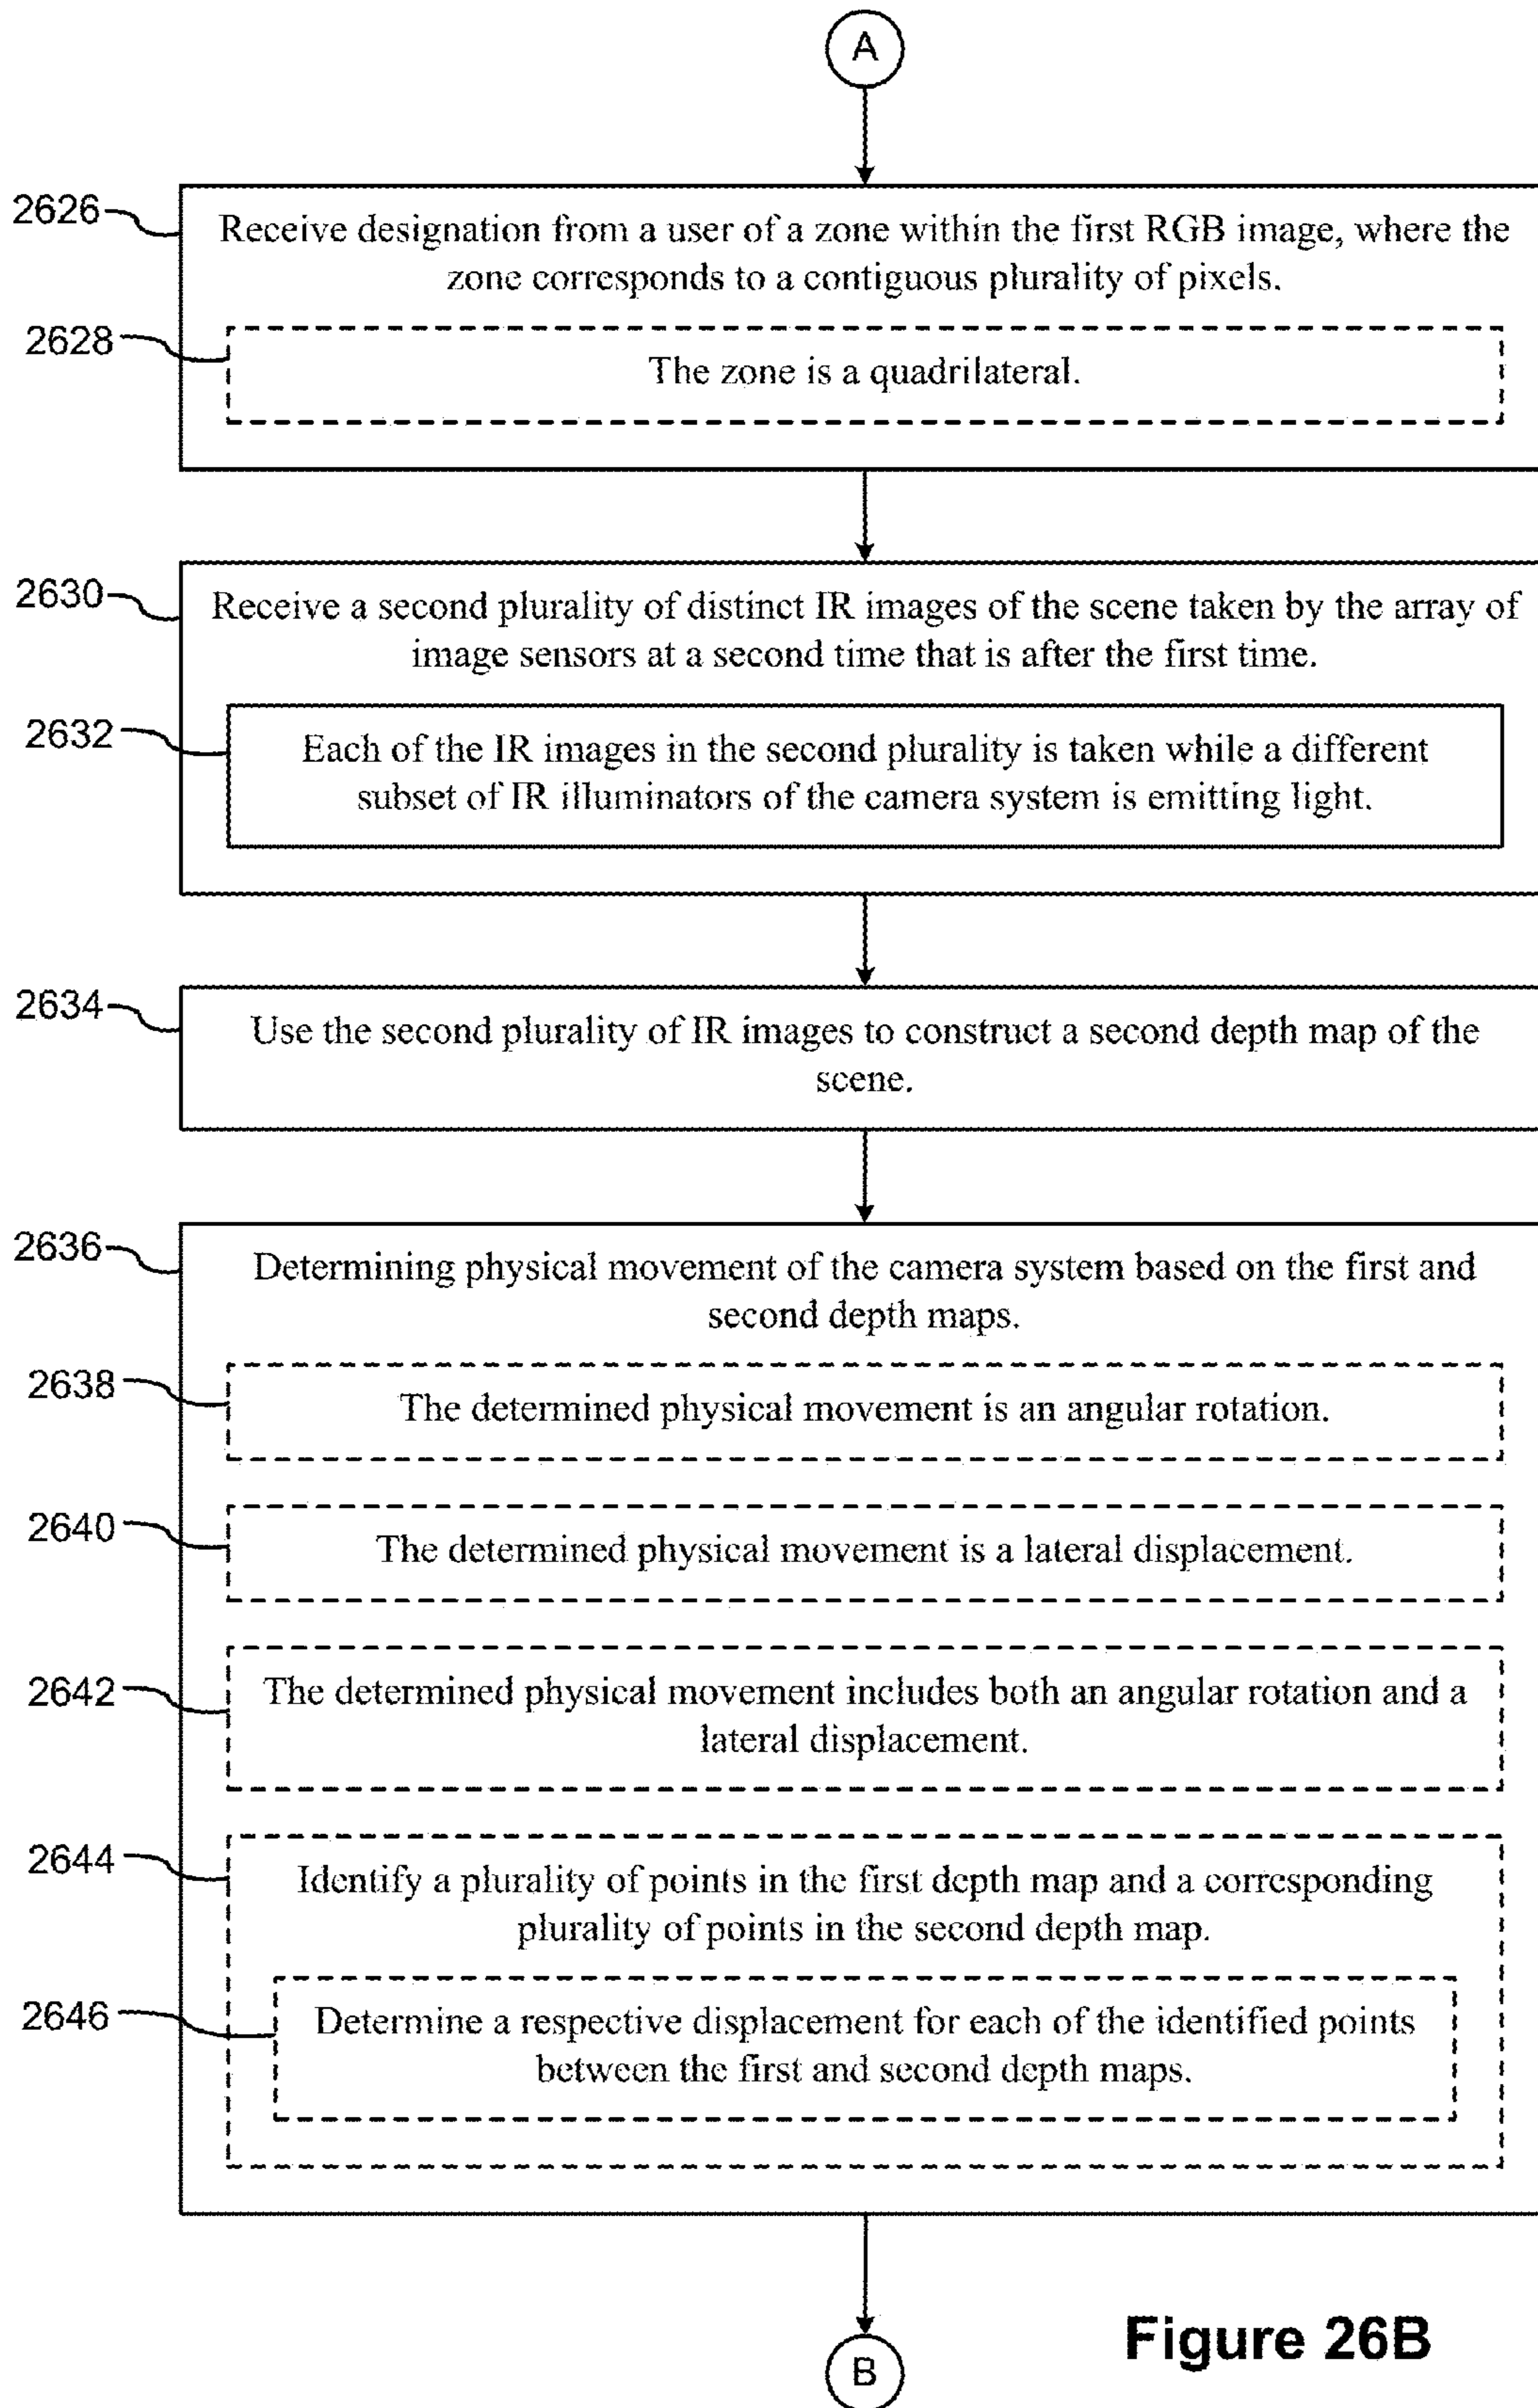 A
2626
Receive designation from a user of a zone within the first RGB image, where the
zone corresponds to a contiguous plurality of pixels.
2628
The zone is a quadrilateral.
2630
Receive a second plurality of distinct IR images of the scene taken by the array of
image sensors at a second time that is after the first time.
2632
Each of the IR images in the second plurality is taken while a different
subset of IR illuminators of the camera system is emitting light.
2634
Use the second plurality of IR images to construct a second depth map of the
scene.
2636
Determining physical movement of the camera system based on the first and
second depth maps.
2638
The determined physical movement is an angular rotation.
2640
The determined physical movement is a lateral displacement.
2642
The determined physical movement includes both an angular rotation and a
lateral displacement.
2644
Identify a plurality of points in the first depth map and a corresponding
plurality of points in the second depth map.
2646
Determine a respective displacement for each of the identified points
between the first and second depth maps.
B
Figure 26B